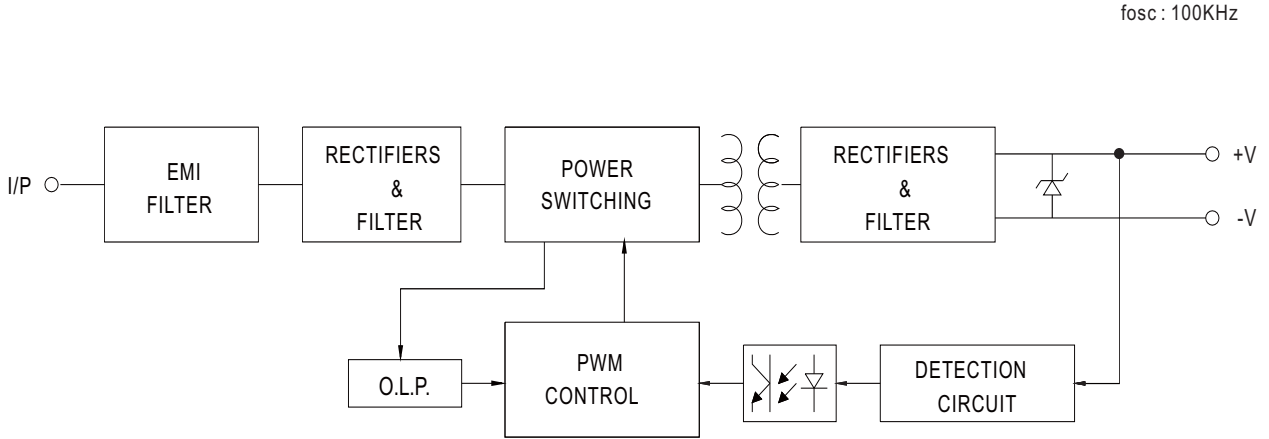 fosc : 100KHz
I/P
EMI
FILTER
RECTIFIERS
&
FILTER
POWER
SWITCHING
RECTIFIERS
&
FILTER
+V
-V
O.L.P.
PWM
CONTROL
DETECTION
CIRCUIT